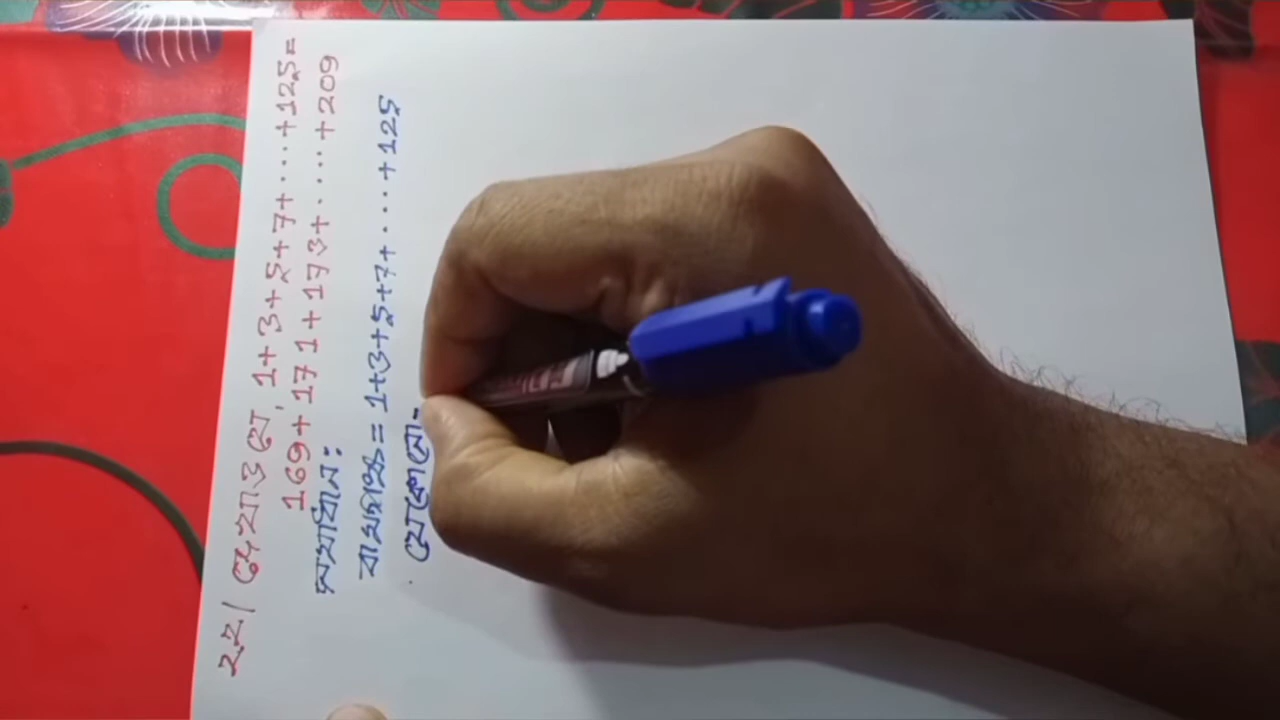 ২২। দেখাও যে, 1+3+5+7+....+125=
169+171+173+.....+209
সমাধান:
বামপক্ষ= 1+3+5+7+....+125